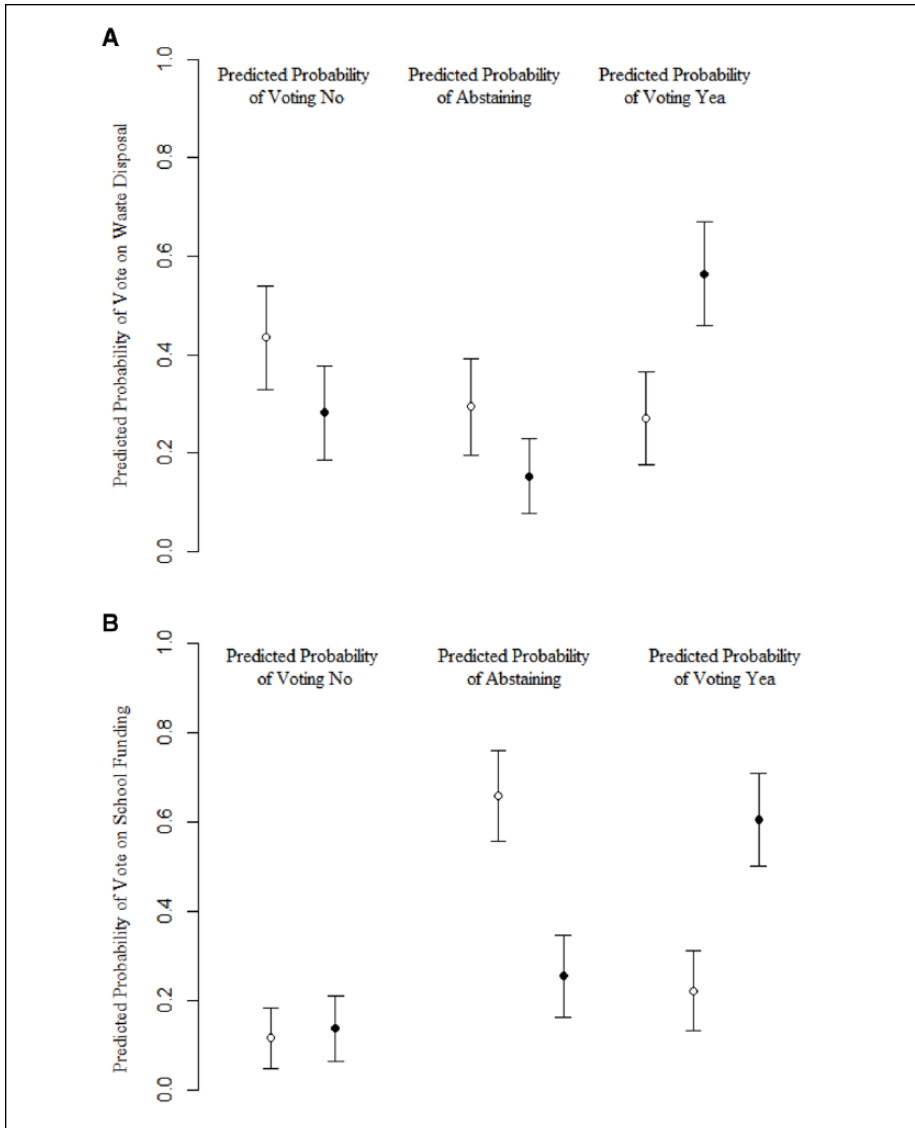 A
Predicted Probability of Vote on Waste Disposal
1.0
0.8
0.6
0.4
0.2
0.0
Predicted Probability
of Voting No
Predicted Probability
of Abstaining
Predicted Probability
of Voting Yea
B
Predicted Probability of Vote on School Funding
1.0
0.8
0.6
0.4
0.2
0.0
Predicted Probability
of Voting No
Predicted Probability
of Abstaining
Predicted Probability
of Voting Yea